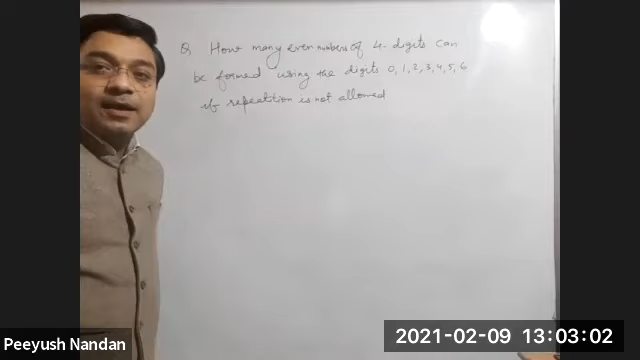 Q How many even numbers of 4-digits can
be formed using the digits 0, 1, 2, 3, 4, 5, 6
if repeatition is not allowed
Peeyush Nandan
2021-02-09 13:03:02